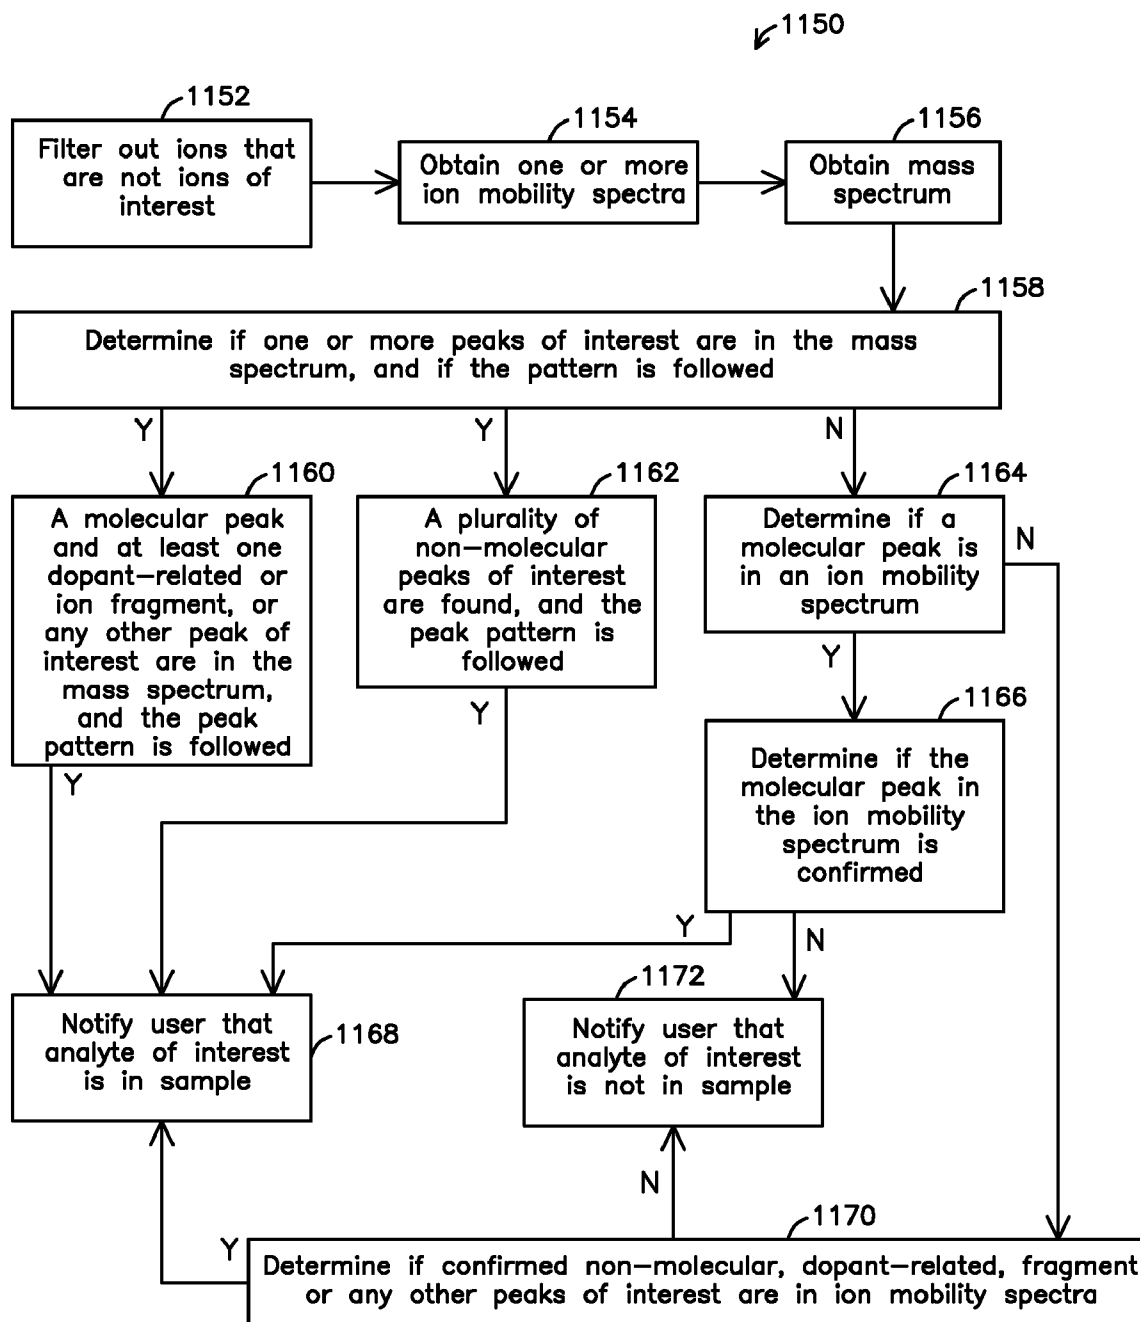 1150
1152
Filter out ions that
are not ions of
interest
1154
Obtain one or more
ion mobility spectra
1156
Obtain mass
spectrum
1158
Determine if one or more peaks of interest are in the mass
spectrum, and if the pattern is followed
Y
Y
N
1160
A molecular peak
and at least one
dopant-related or
ion fragment, or
any other peak of
interest are in the
mass spectrum,
and the peak
pattern is followed
1162
A plurality of
non-molecular
peaks of interest
are found, and the
peak pattern is
followed
1164
Determine if a
molecular peak is
in an ion mobility
spectrum
N
Y
Y
Y
1166
Determine if the
molecular peak in
the ion mobility
spectrum is
confirmed
Y
N
1168
Notify user that
analyte of interest
is in sample
1172
Notify user that
analyte of interest
is not in sample
N
Y
1170
Determine if confirmed non-molecular, dopant-related, fragment
or any other peaks of interest are in ion mobility spectra